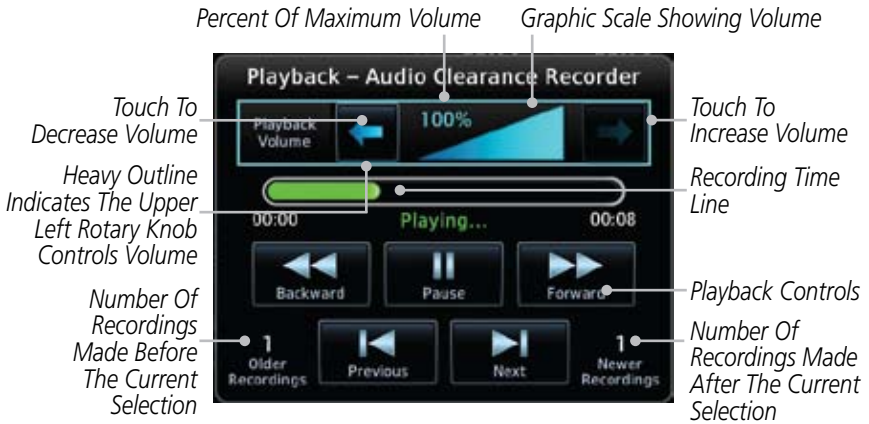 Percent Of Maximum Volume
Graphic Scale Showing Volume
Playback – Audio Clearance Recorder
Touch To
Decrease Volume
Playback
Volume
100%
Touch To
Increase Volume
Heavy Outline
Indicates The Upper
Left Rotary Knob
Controls Volume
Recording Time
Line
00:00
Playing...
00:08
Backward
Pause
Forward
Playback Controls
Number Of
Recordings
Made Before
The Current
Selection
1
Older
Recordings
Previous
Next
1
Newer
Recordings
Number Of
Recordings Made
After The Current
Selection